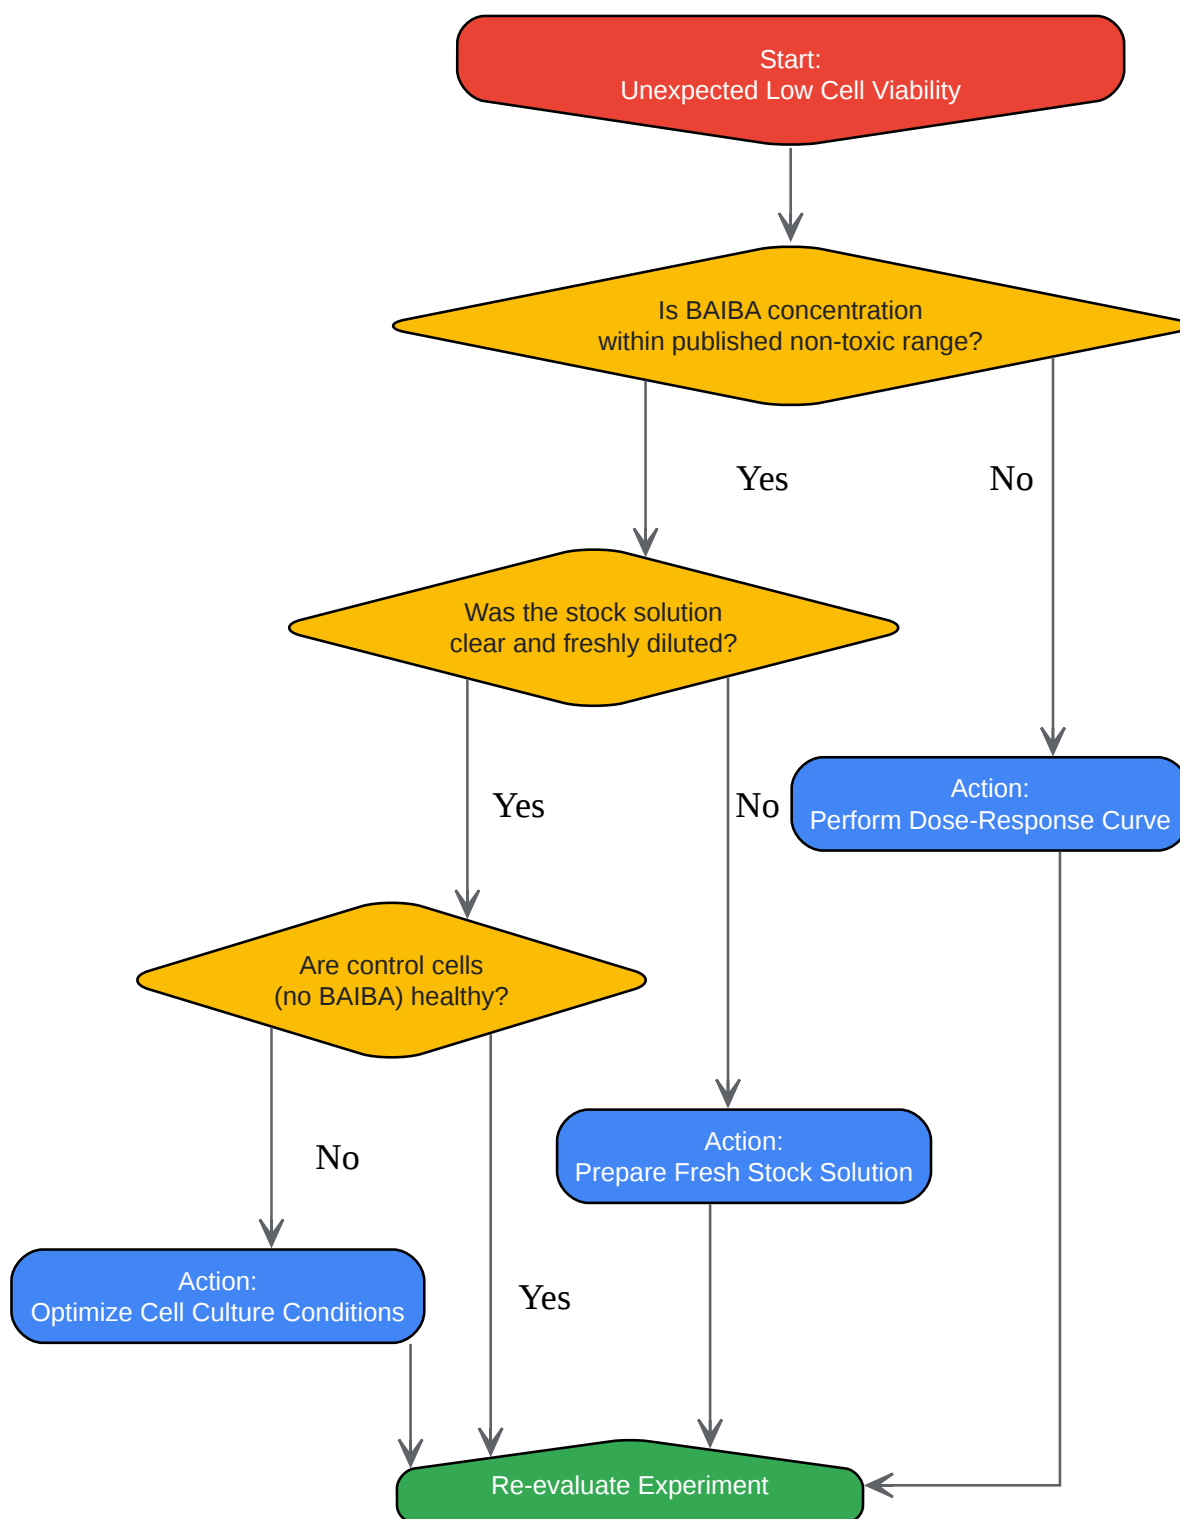 Start:
Unexpected Low Cell Viability
Is BAIBA concentration
within published non-toxic range?
Yes
No
Was the stock solution
clear and freshly diluted?
Yes
No
Action:
Perform Dose-Response Curve
Are control cells
(no BAIBA) healthy?
No
Action:
Prepare Fresh Stock Solution
Action:
Optimize Cell Culture Conditions
Yes
Re-evaluate Experiment